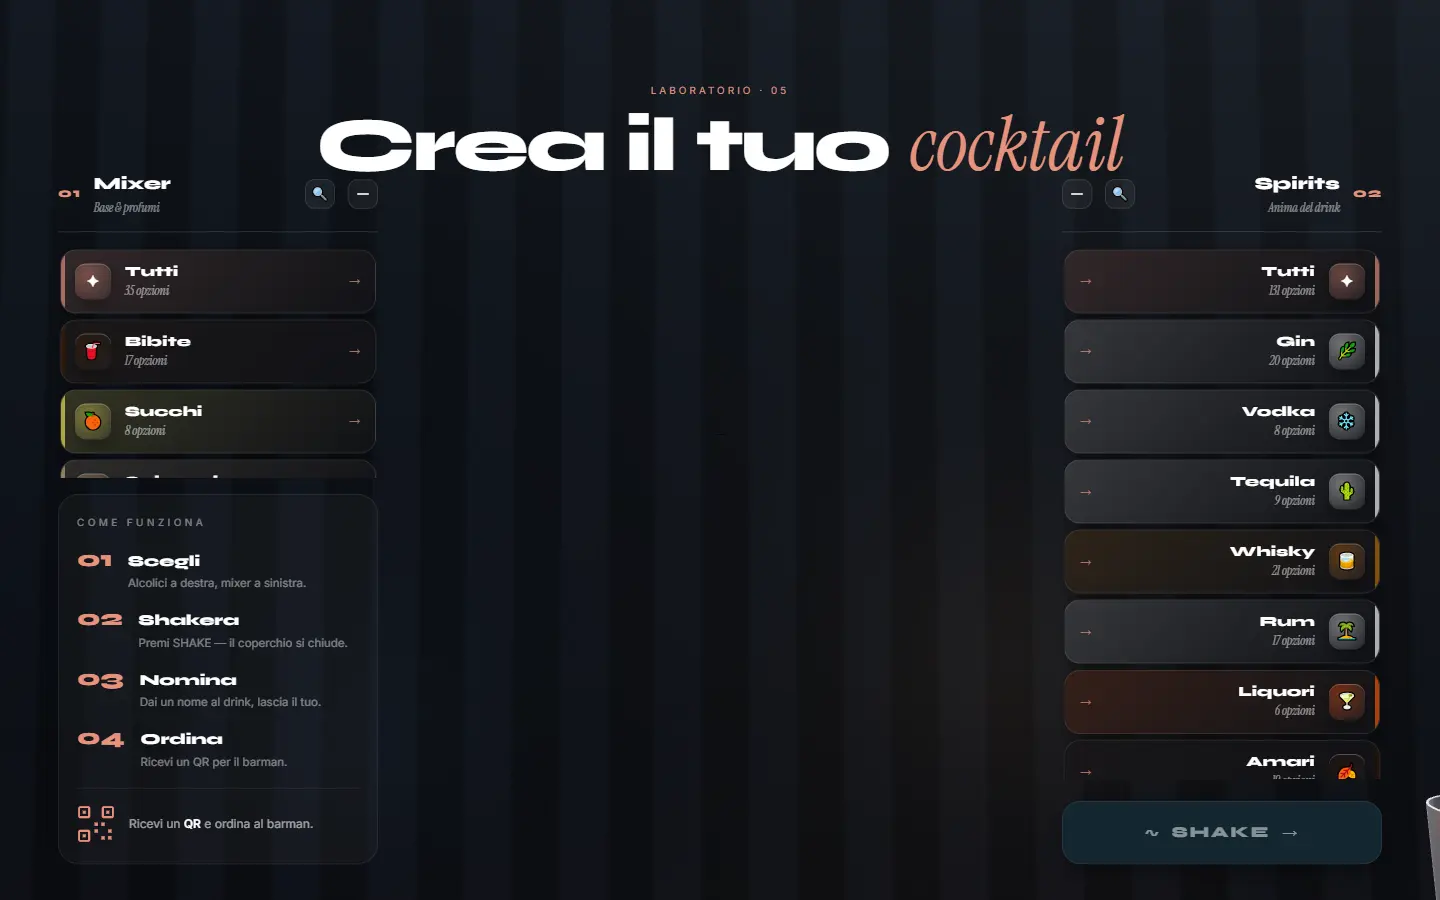 LABORATORIO · 05
Crea il tuo cocktail
01 Mixer
Base & profumi
Tutti
35 opzioni
→
Bibite
17 opzioni
→
Succhi
8 opzioni
→
COME FUNZIONA
01 Scegli
Alcolici a destra, mixer a sinistra.
02 Shakera
Premi SHAKE — il coperchio si chiude.
03 Nomina
Dai un nome al drink, lascia il tuo.
04 Ordina
Ricevi un QR per il barman.
Ricevi un QR e ordina al barman.
Spirits 02
Anima del drink
→ Tutti
131 opzioni
→ Gin
20 opzioni
→ Vodka
8 opzioni
→ Tequila
9 opzioni
→ Whisky
21 opzioni
→ Rum
17 opzioni
→ Liquori
6 opzioni
→ Amari
~ SHAKE →